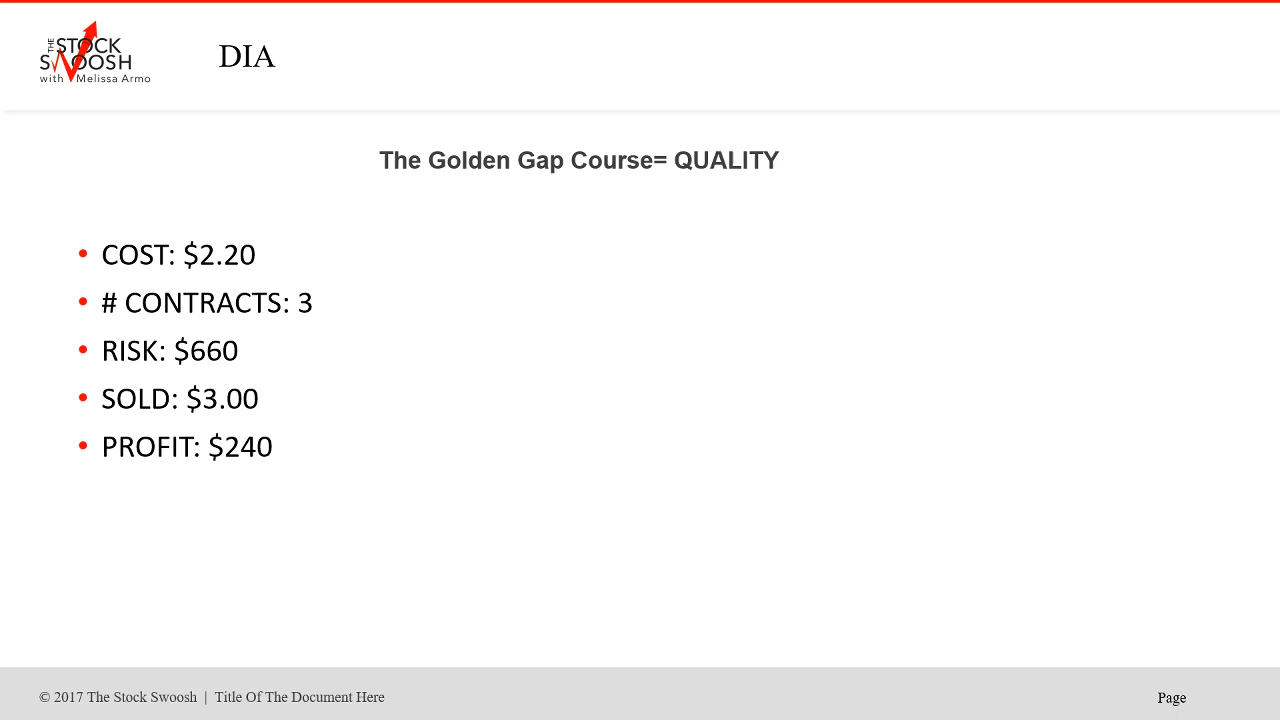 THE STOCK
SWOOSH
with Melissa Armo
DIA
The Golden Gap Course= QUALITY
• COST: $2.20
• # CONTRACTS: 3
• RISK: $660
• SOLD: $3.00
• PROFIT: $240
© 2017 The Stock Swoosh | Title Of The Document Here
Page